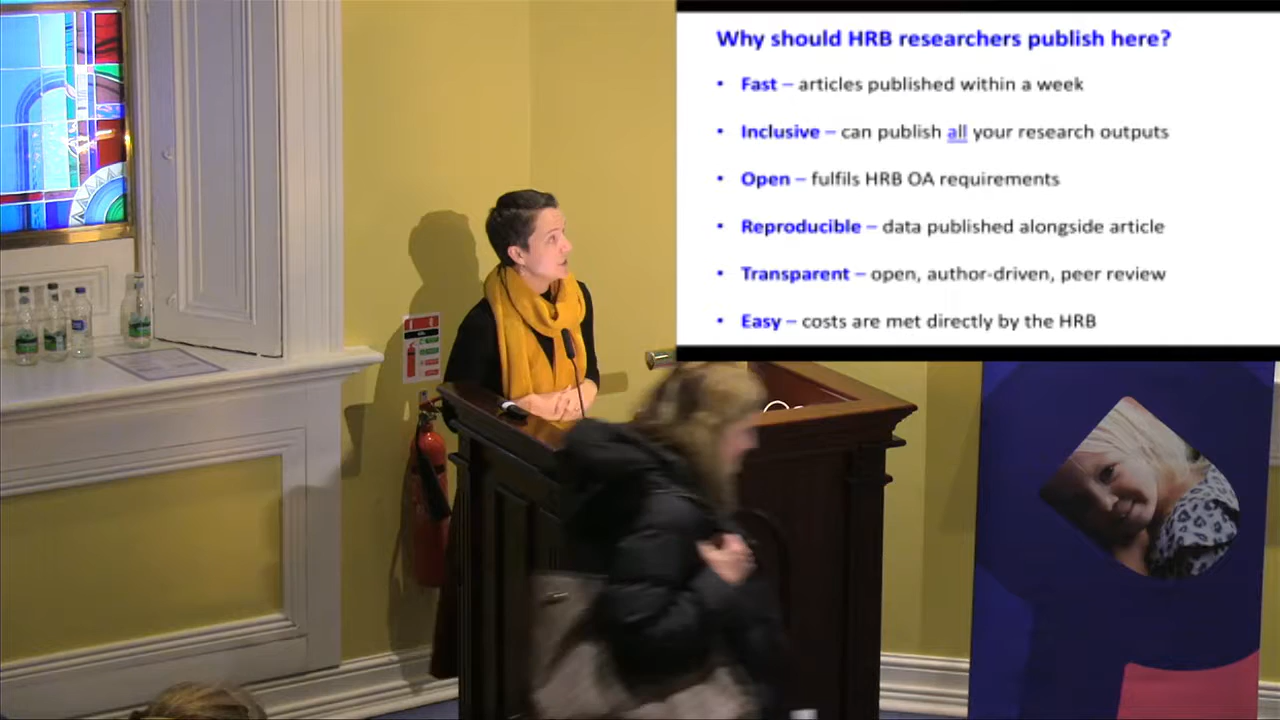 Why should HRB researchers publish here?
• Fast – articles published within a week
• Inclusive – can publish all your research outputs
• Open – fulfils HRB OA requirements
• Reproducible – data published alongside article
• Transparent – open, author-driven, peer review
• Easy – costs are met directly by the HRB